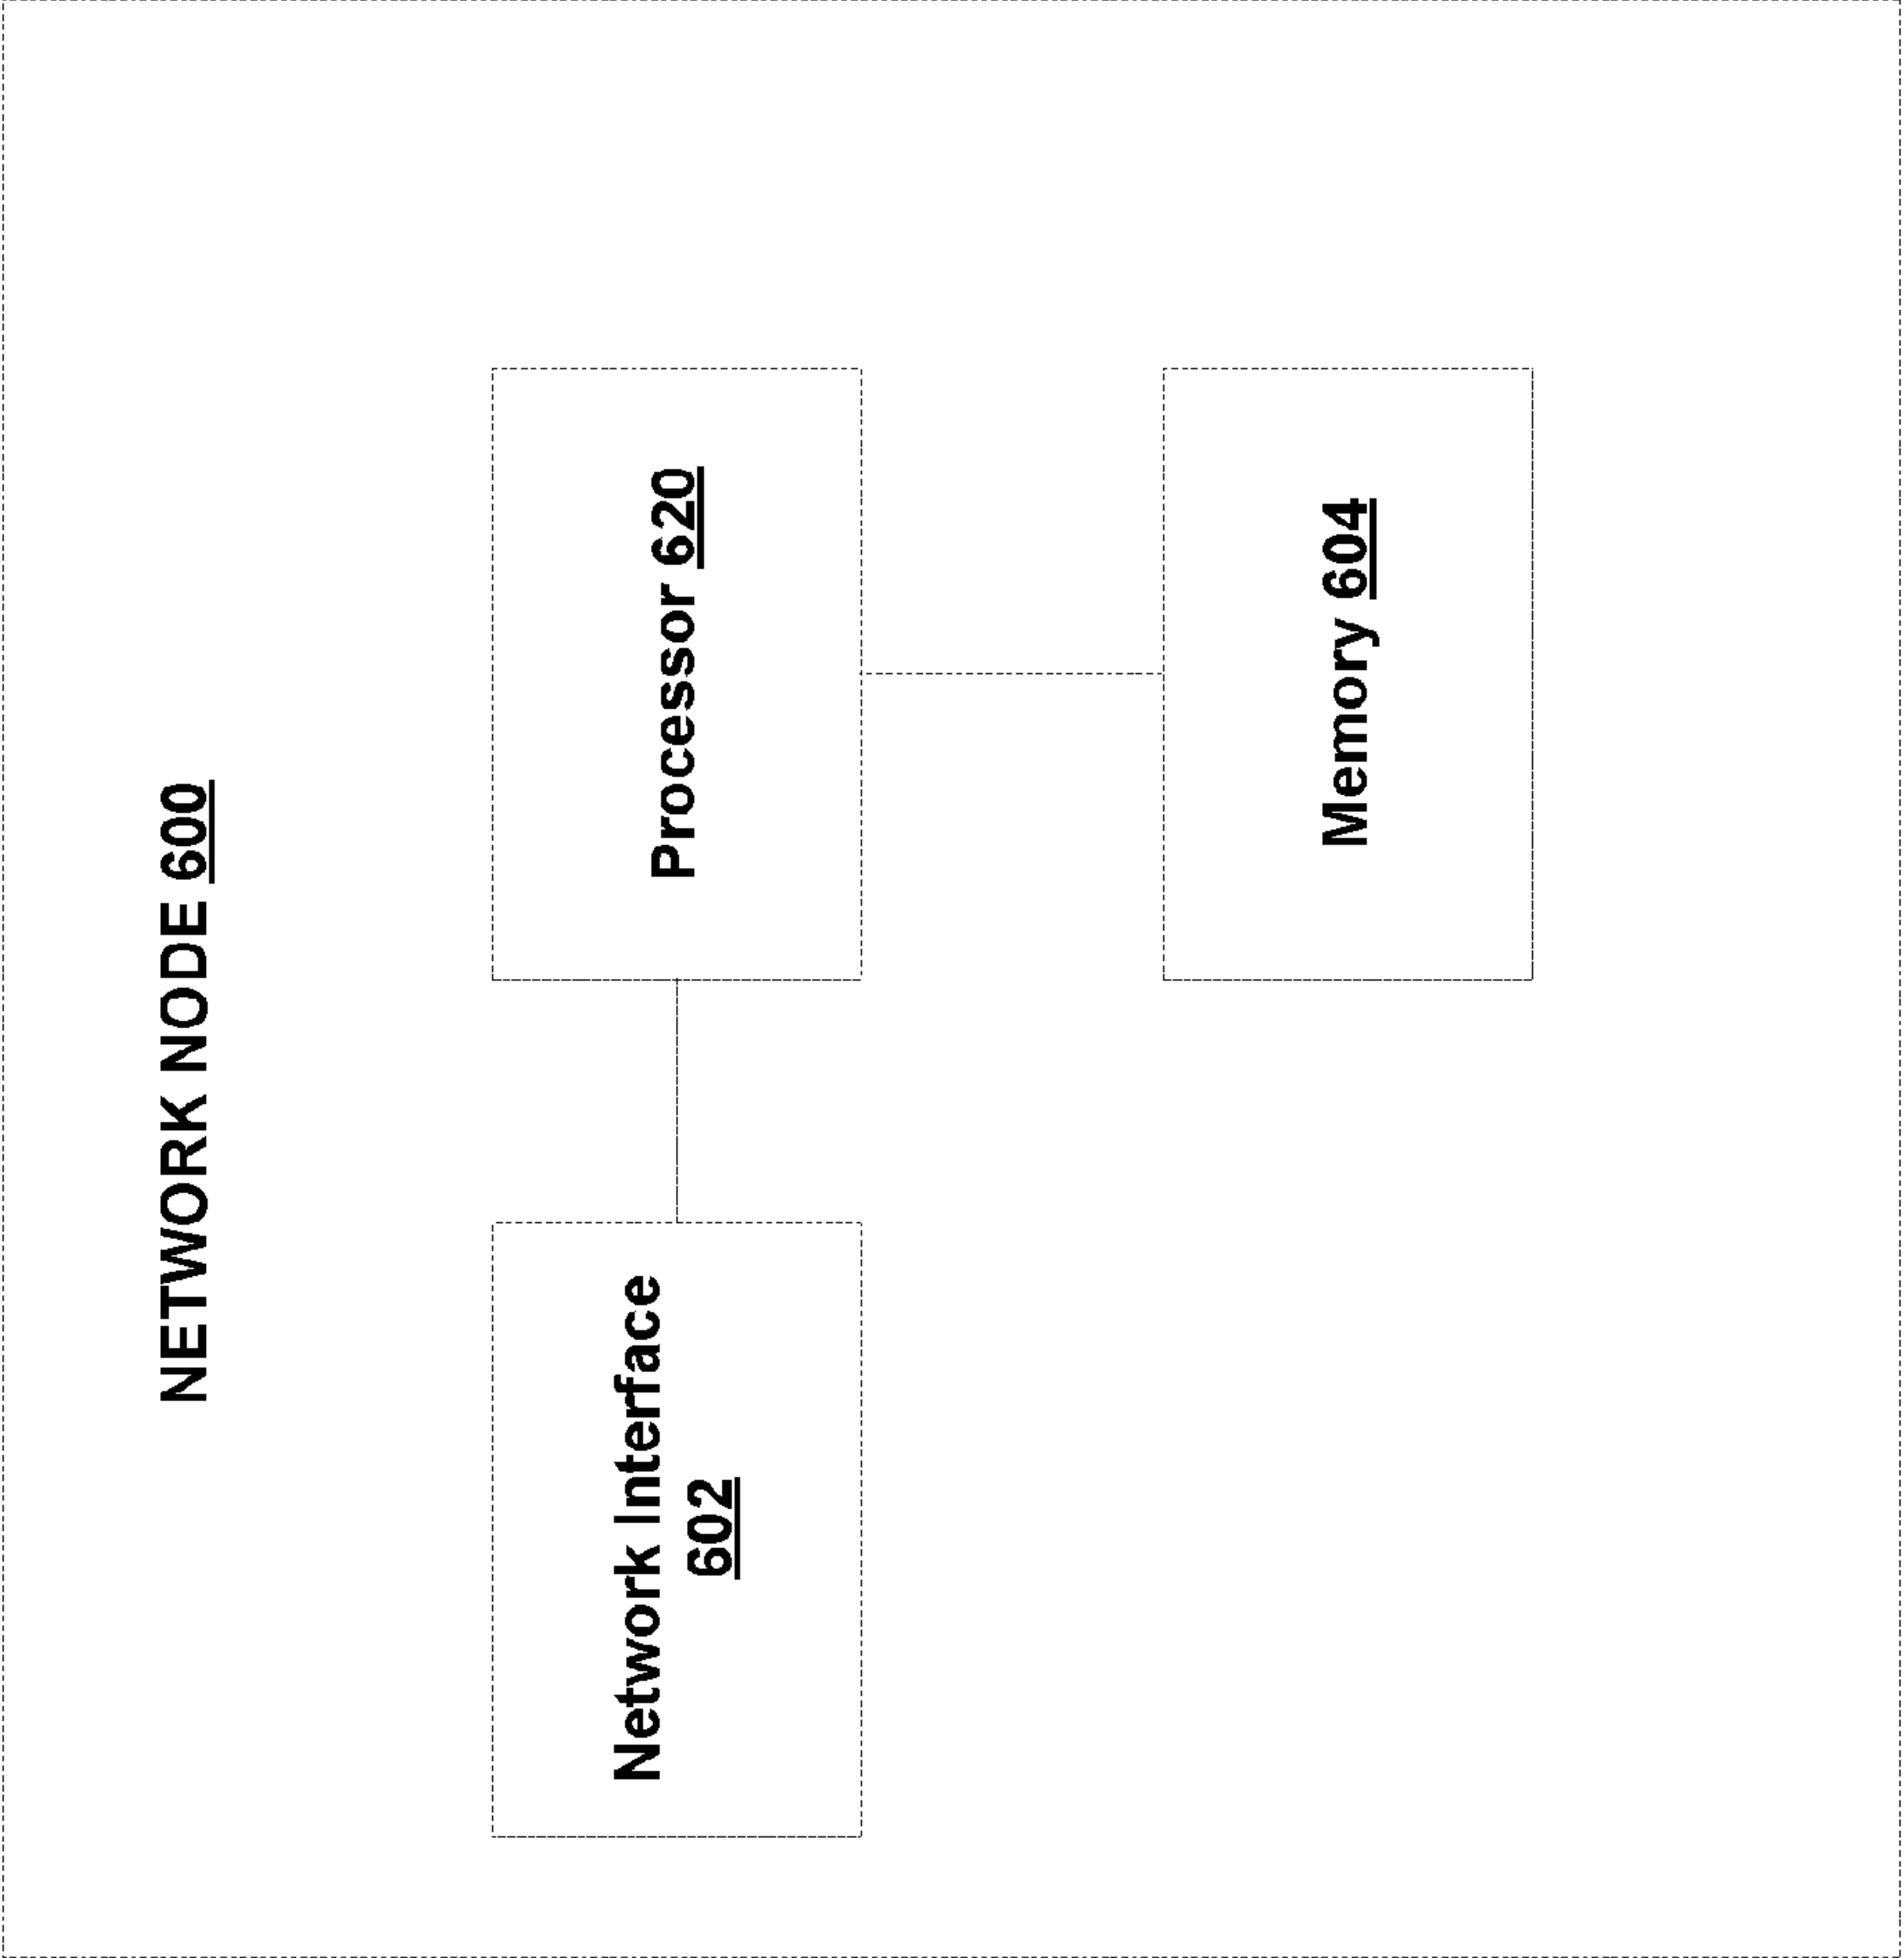 NETWORK NODE 600
Network Interface
602
Processor 620
Memory 604